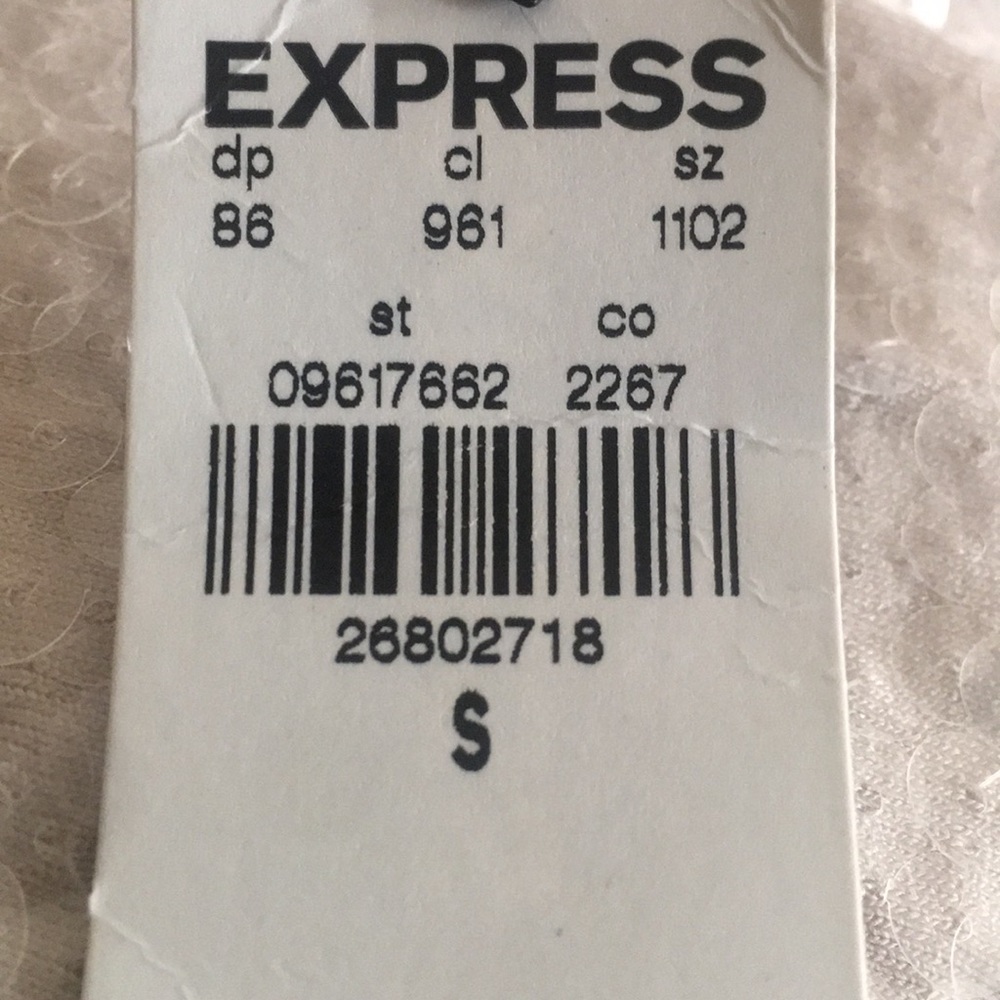 EXPRESS
dp cl sz
86 961 1102
st co
09617662 2267
26802718
S